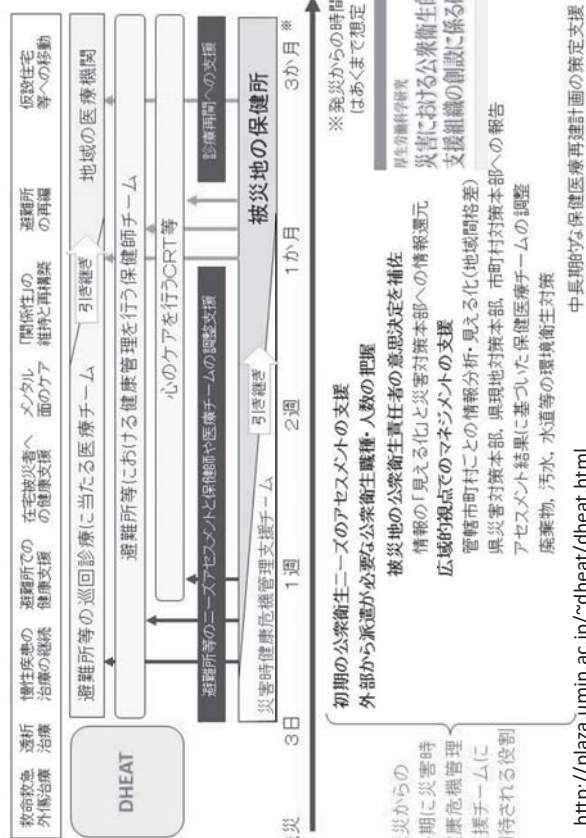 救命救急
外傷治療
透析
治療
慢性疾患の
治療の継続
避難所での
健康支援
在宅被災者へ
の健康支援
メンタル
面のケア
「関係性」の
維持と再構築
避難所
の再編
仮設住宅
等への移動
DHEAT
避難所等の巡回診療に当たる医療チーム
引き継ぎ
地域の医療機関
避難所等における健康管理を行う保健師チーム
心のケアを行うCRT等
避難所等のニーズアセスメントと保健師や医療チームの調整支援
診療再開への支援
災害時健康危機管理支援チーム
引き継ぎ
被災地の保健所
災
3日
1週
2週
1か月
3か月
※
※発災からの時間
はあくまで想定
災からの
期に災害時
康危機管理
援チームに
待される役割
初期の公衆衛生ニーズのアセスメントの支援
外部から派遣が必要な公衆衛生職種・人数の把握
被災地の公衆衛生責任者の意思決定を補佐
情報の「見える化」と災害対策本部への情報還元
広域的視点でのマネジメントの支援
管轄市町村ごとの情報分析・見える化(地域間格差)
県災害対策本部, 県現地対策本部, 市町村対策本部への報告
アセスメント結果に基づいた保健医療チームの調整
廃棄物, 汚水, 水道等の環境衛生対策
中長期的な保健医療再建計画の策定支援
厚生労働科学研究
災害における公衆衛生的
支援組織の創設に係る
http://plaza.umin.ac.jp/~dheat/dheat.html